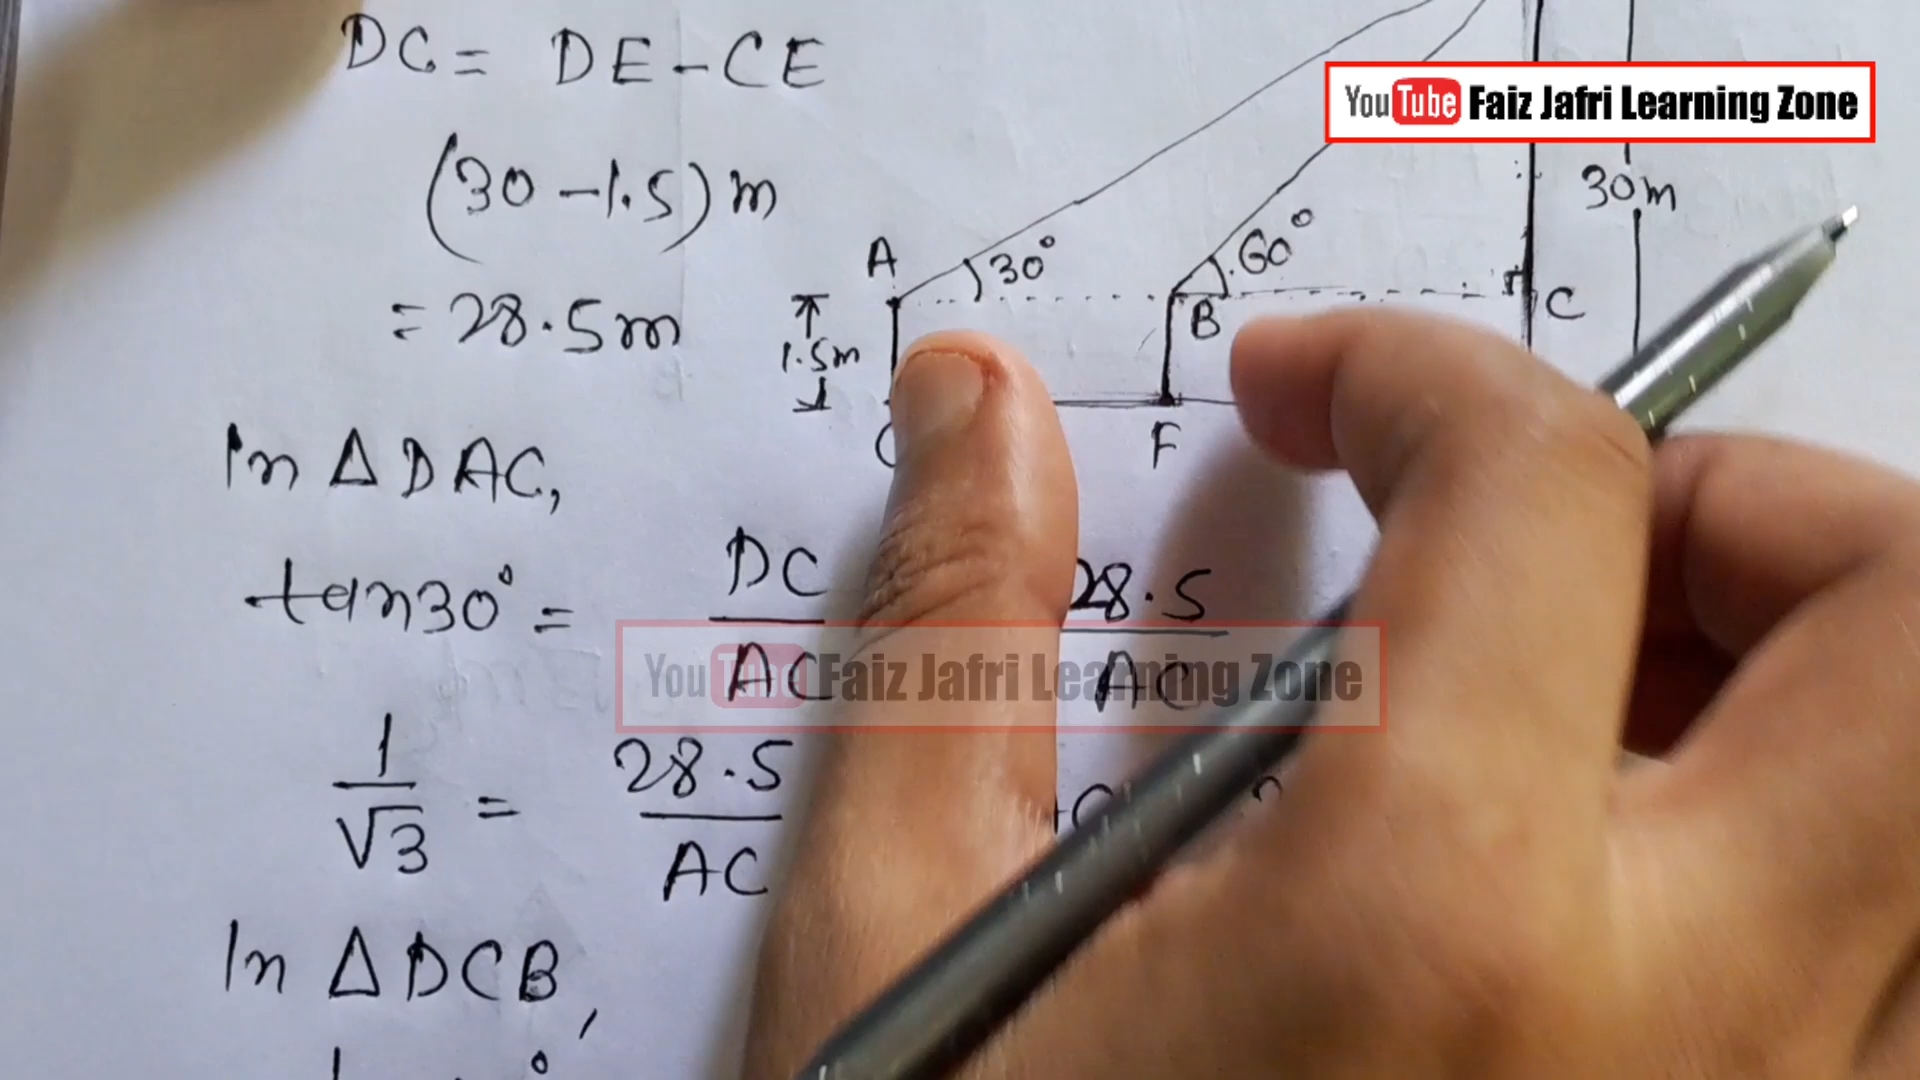 DC = DE - CE
(30 - 1.5) m
= 28.5m
In Δ DAC,
tan30° = DC/AC 28.5/AC
1/√3 = 28.5/AC
In Δ DCB,
A
30°
60°
B
C
1.5m
F
30m
YouTube Faiz Jafri Learning Zone
YouTube Faiz Jafri Learning Zone